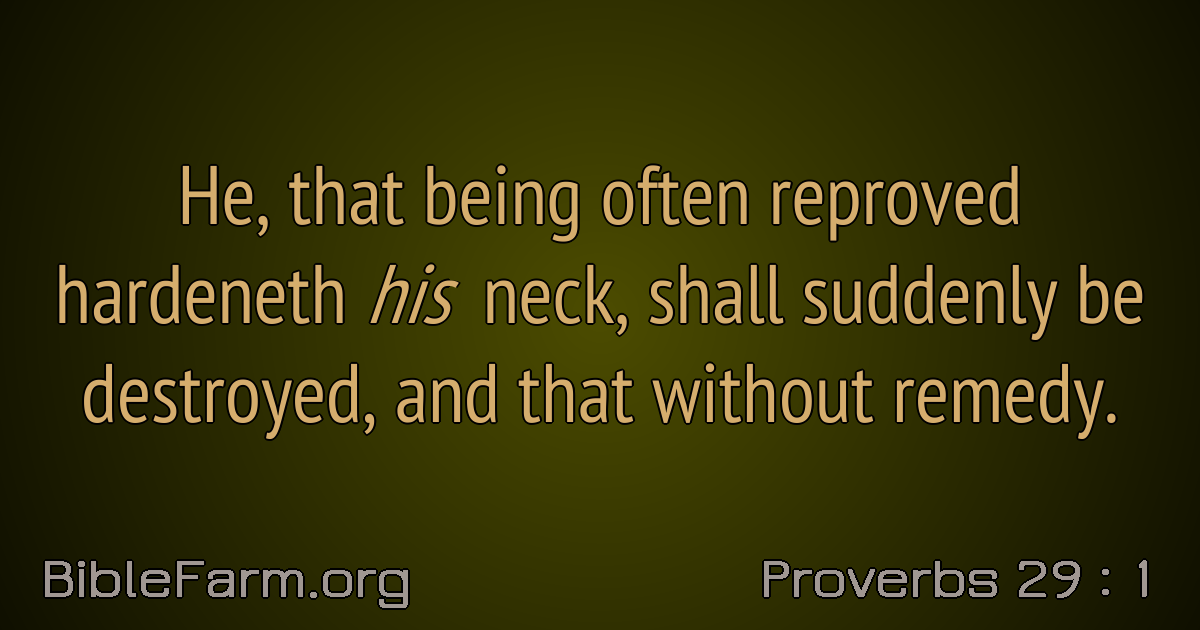 He, that being often reproved
hardeneth his neck, shall suddenly be
destroyed, and that without remedy.
BibleFarm.org
Proverbs 29 : 1